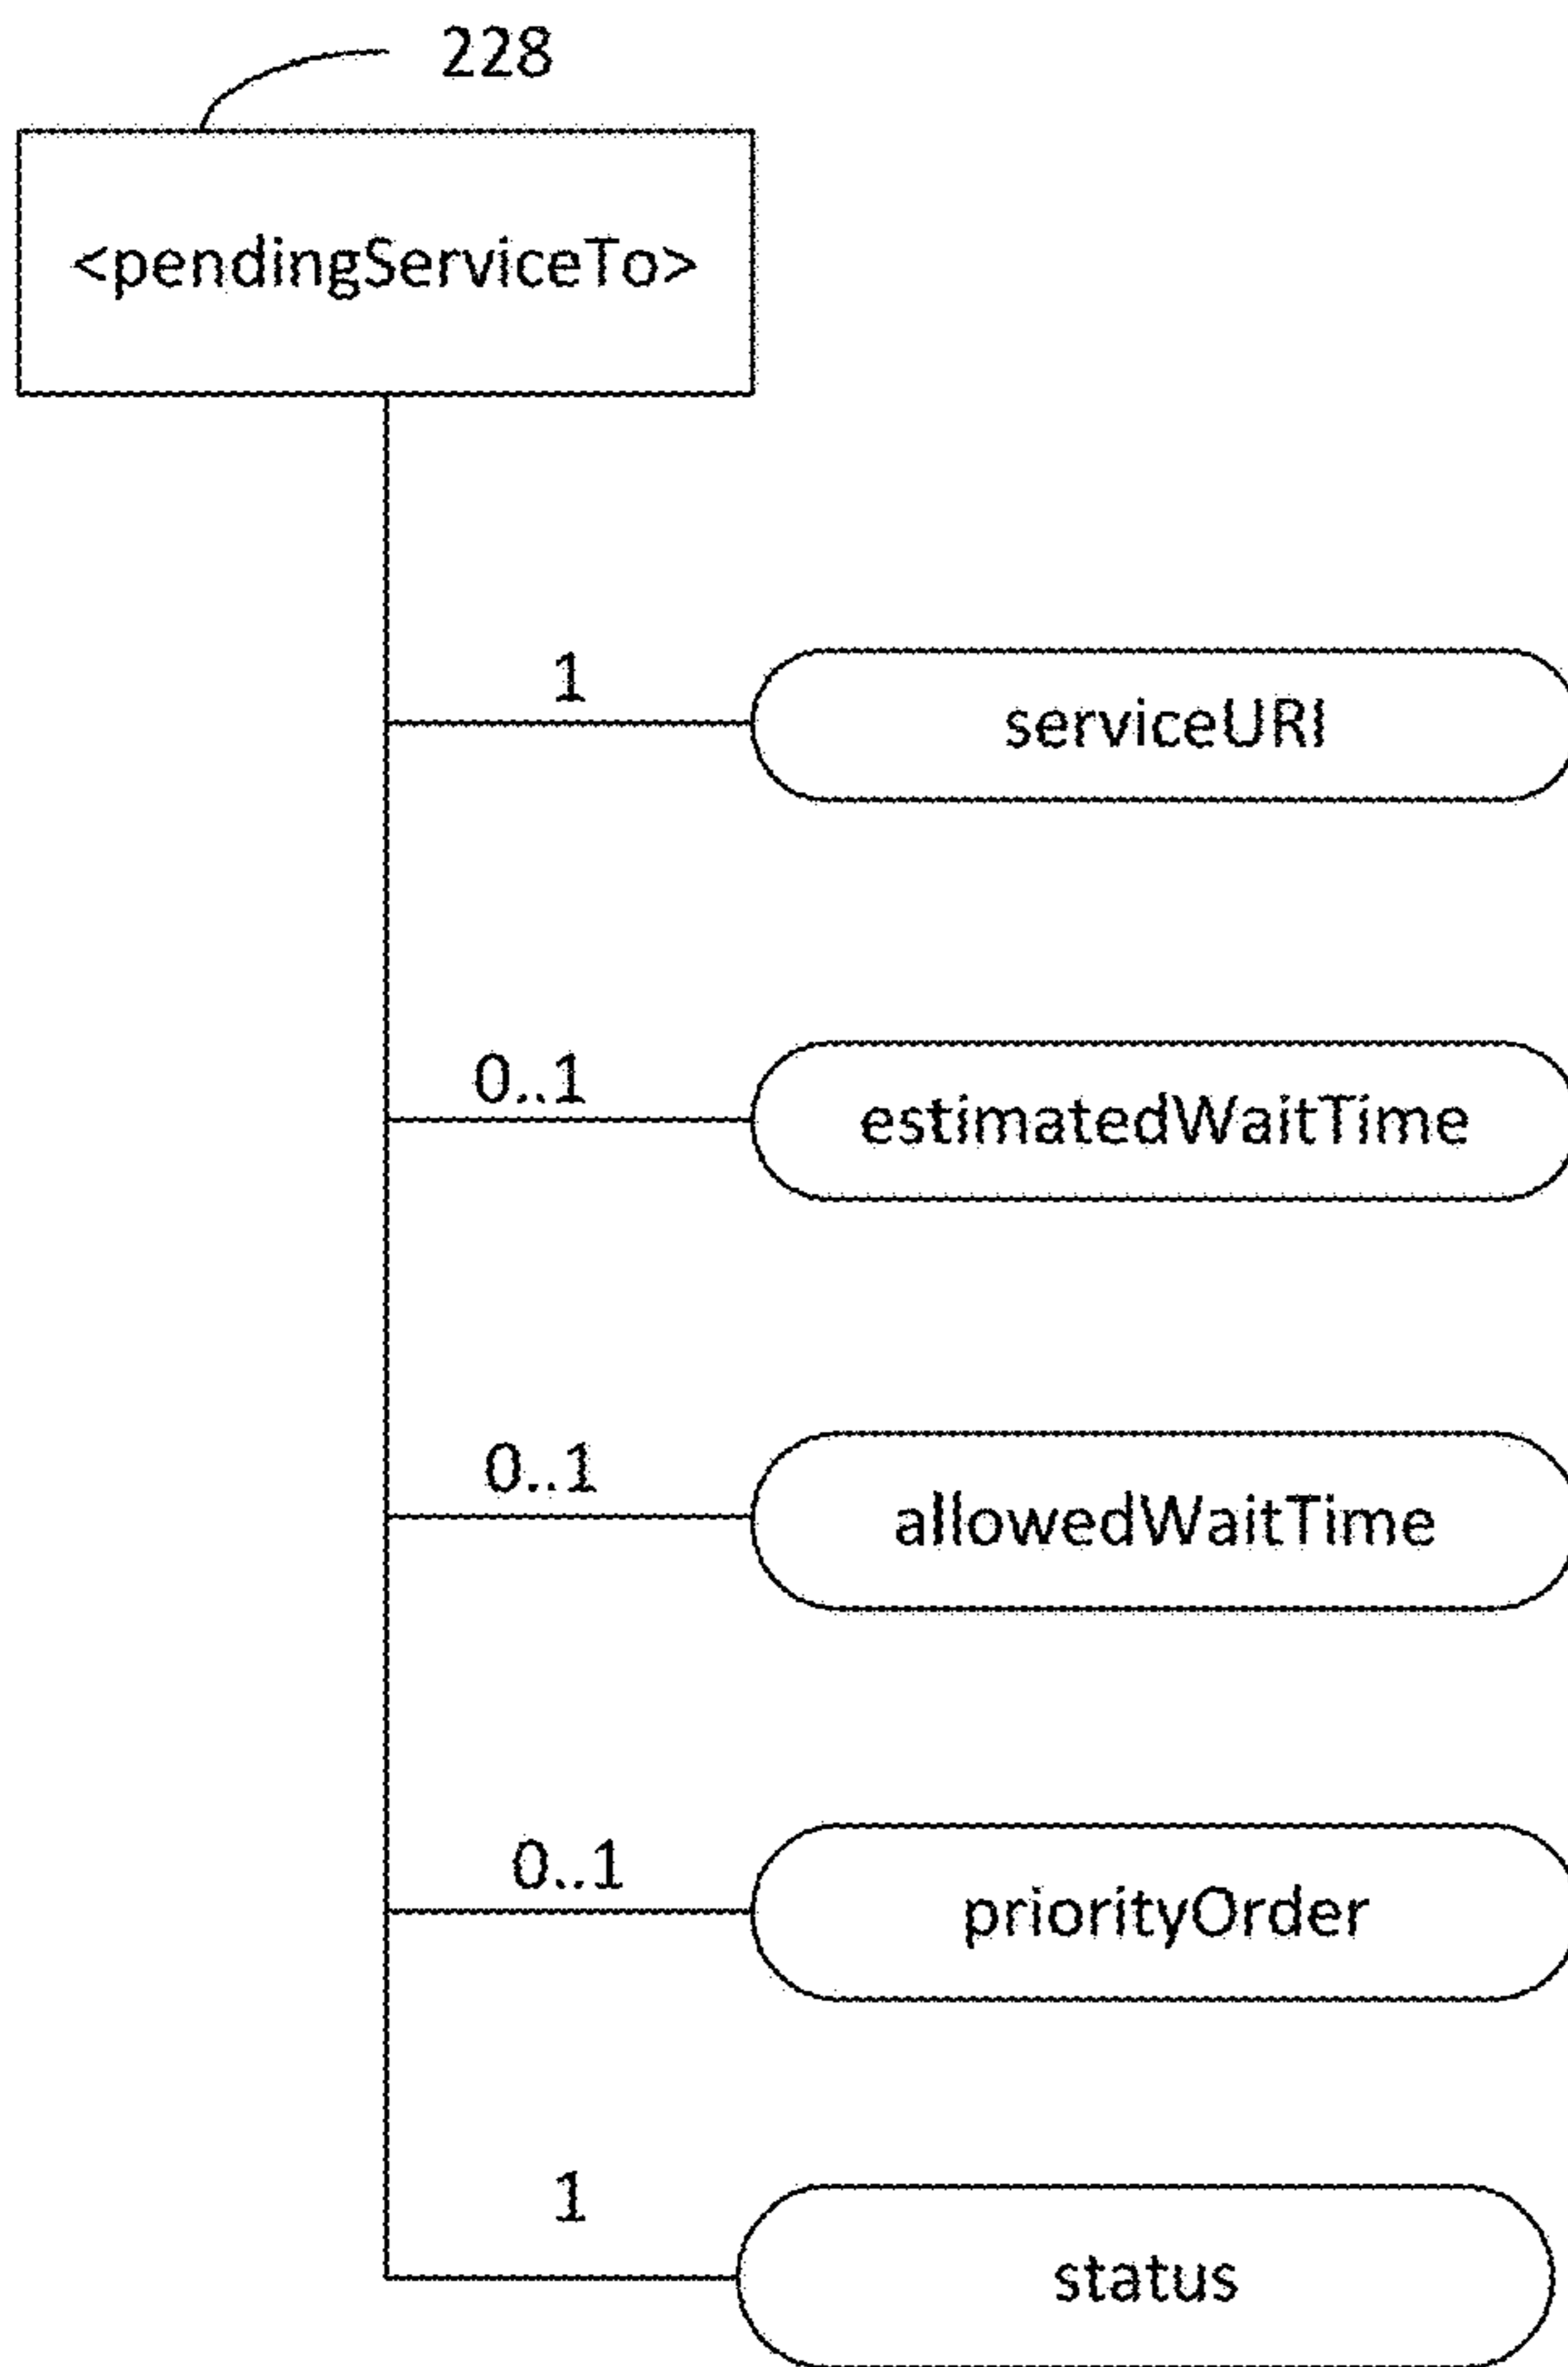 228
<pendingServiceTo>
1
serviceURI
0..1
estimatedWaitTime
0..1
allowedWaitTime
0..1
priorityOrder
1
status